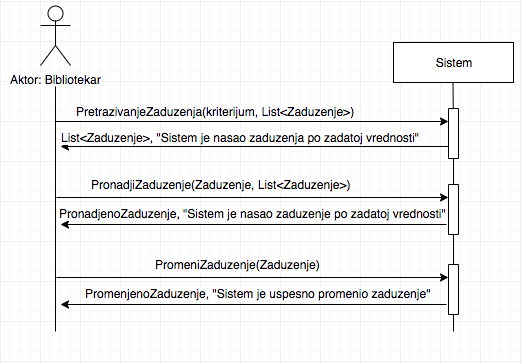 Aktor: Bibliotekar
Sistem
PretrazivanjeZaduzenja(kriterijum, List<Zaduzenje>)
List<Zaduzenje>, "Sistem je nasao zaduzenja po zadatoj vrednosti"
PronadjiZaduzenje(Zaduzenje, List<Zaduzenje>)
PronadjenoZaduzenje, "Sistem je nasao zaduzenje po zadatoj vrednosti"
PromeniZaduzenje(Zaduzenje)
PromenjenoZaduzenje, "Sistem je uspesno promenio zaduzenje"